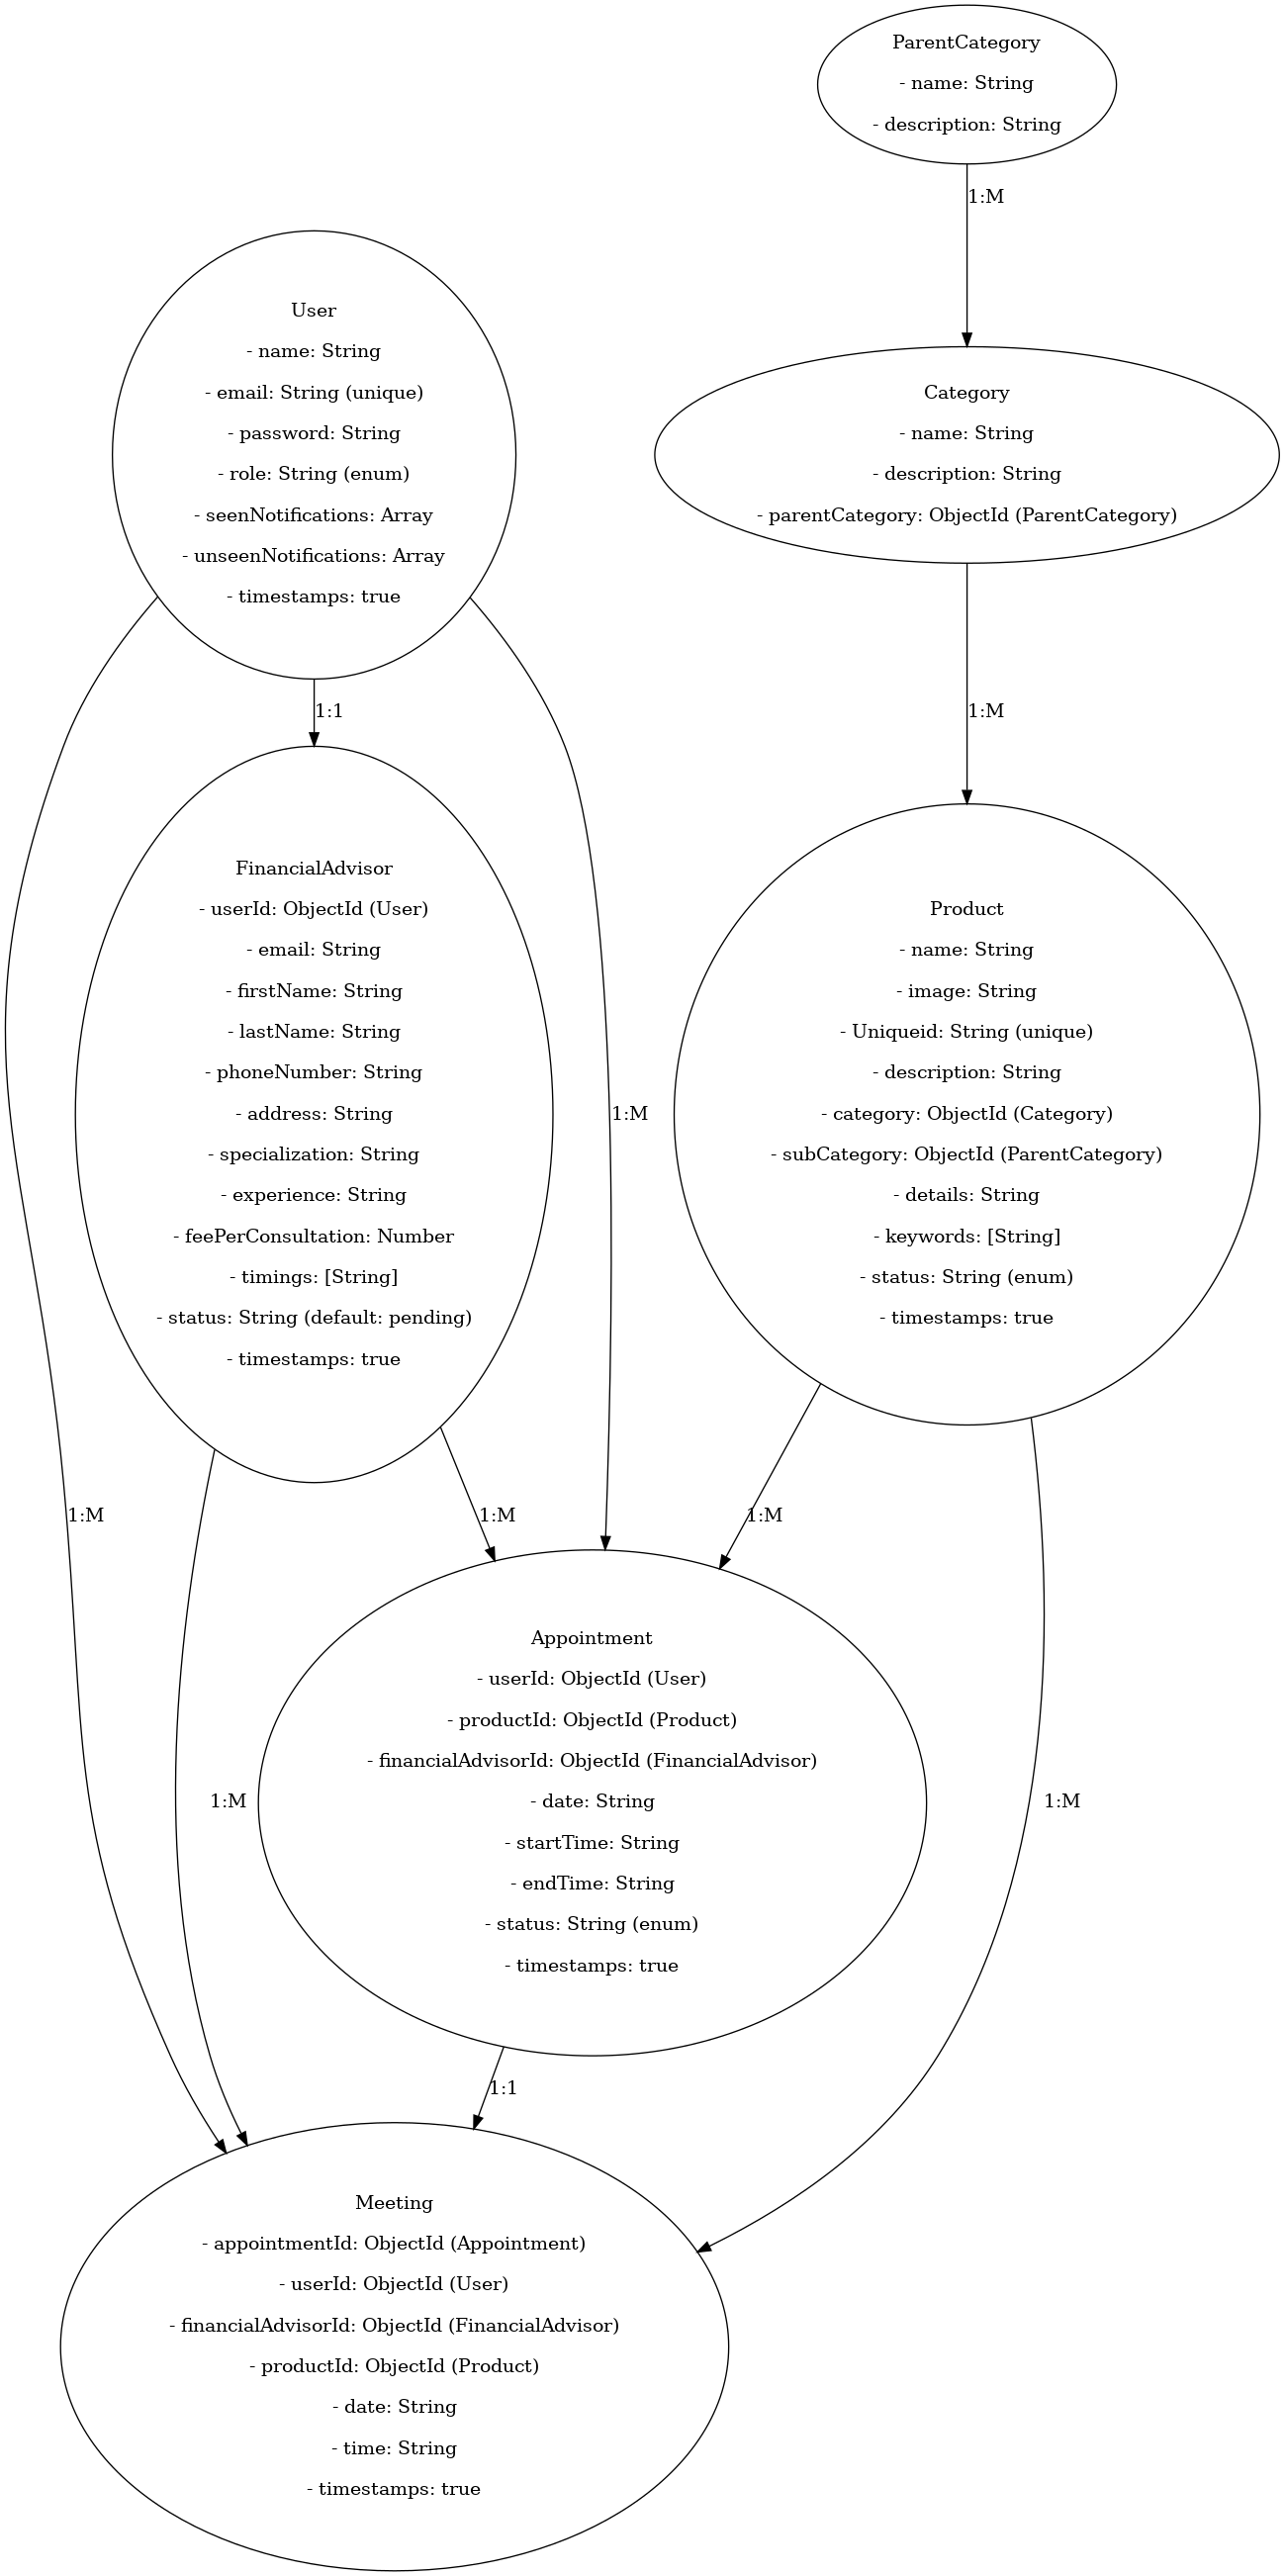 ParentCategory
- name: String
- description: String
1:M
User
- name: String
- email: String (unique)
- password: String
- role: String (enum)
- seenNotifications: Array
- unseenNotifications: Array
- timestamps: true
Category
- name: String
- description: String
- parentCategory: ObjectId (ParentCategory)
1:1
1:M
FinancialAdvisor
- userId: ObjectId (User)
- email: String
- firstName: String
- lastName: String
- phoneNumber: String
- address: String
- specialization: String
- experience: String
- feePerConsultation: Number
- timings: [String]
- status: String (default: pending)
- timestamps: true
1:M
Product
- name: String
- image: String
- Uniqueid: String (unique)
- description: String
- category: ObjectId (Category)
- subCategory: ObjectId (ParentCategory)
- details: String
- keywords: [String]
- status: String (enum)
- timestamps: true
1:M
1:M
1:M
Appointment
- userId: ObjectId (User)
- productId: ObjectId (Product)
- financialAdvisorId: ObjectId (FinancialAdvisor)
- date: String
- startTime: String
- endTime: String
- status: String (enum)
- timestamps: true
1:M
1:M
1:1
Meeting
- appointmentId: ObjectId (Appointment)
- userId: ObjectId (User)
- financialAdvisorId: ObjectId (FinancialAdvisor)
- productId: ObjectId (Product)
- date: String
- time: String
- timestamps: true